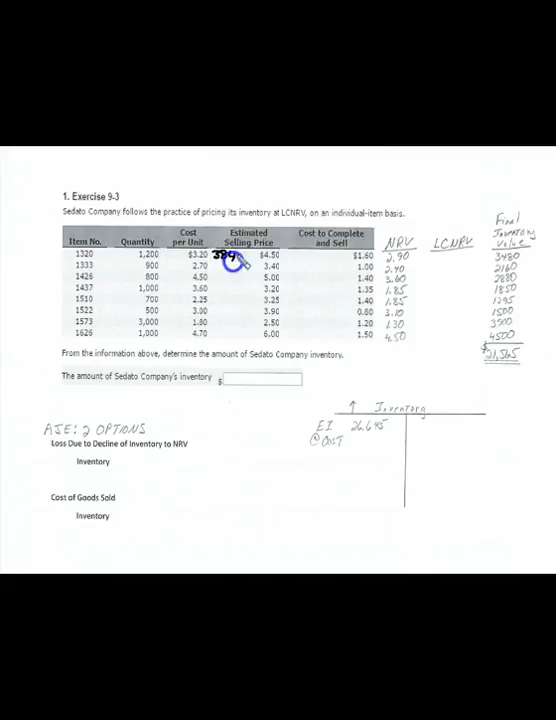 1. Exercise 9-3
Sedato Company follows the practice of pricing its inventory at LCNRV, on an individual-item basis.
Item No. Quantity Cost per Unit Estimated Selling Price Cost to Complete and Sell NRV LCNRV Final Inventory Value
1320 1,200 $3.20 384 $4.50 $1.60 2.90 3480
1333 900 2.70 3.40 1.00 2.40 2160
1426 800 4.50 5.00 1.40 3.60 2880
1437 1,000 3.60 3.20 1.35 1.85 1850
1510 700 2.25 3.25 1.40 1.85 1295
1522 500 3.00 3.90 0.80 3.10 1500
1573 3,000 1.80 2.50 1.20 1.30 3900
1626 1,000 4.70 6.00 1.50 4.50 4500
From the information above, determine the amount of Sedato Company inventory. $21,565
The amount of Sedato Company's inventory $
↑ Inventory
AJE: 2 OPTIONS
EI 26,645
@ COST
Loss Due to Decline of Inventory to NRV
Inventory
Cost of Goods Sold
Inventory